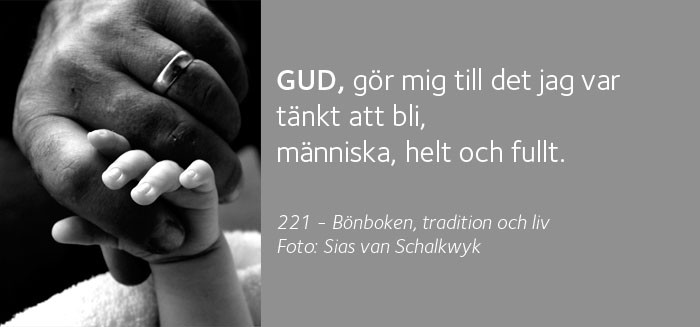 GUD, gör mig till det jag var
tänkt att bli,
människa, helt och fullt.
221 – Bönboken, tradition och liv
Foto: Sias van Schalkwyk